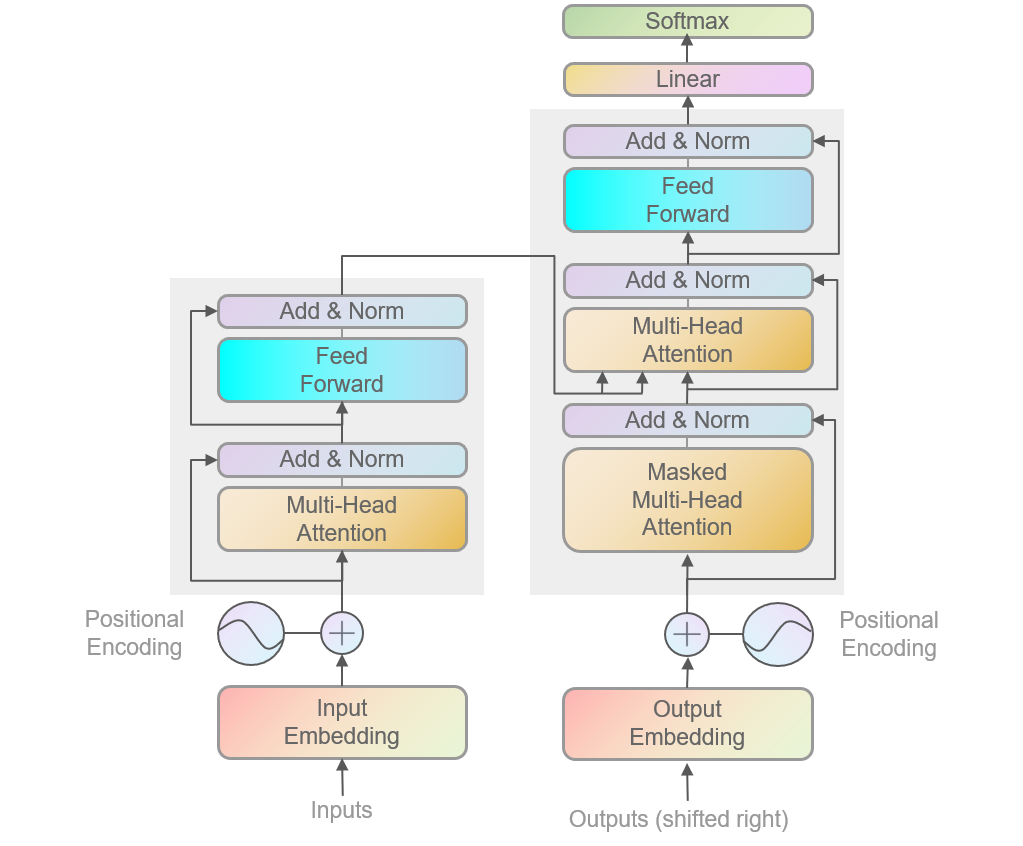 Softmax
Linear
Add & Norm
Feed
Forward
Add & Norm
Multi-Head
Attention
Add & Norm
Masked
Multi-Head
Attention
Add & Norm
Feed
Forward
Add & Norm
Multi-Head
Attention
Positional
Encoding
Positional
Encoding
Input
Embedding
Output
Embedding
Inputs
Outputs (shifted right)